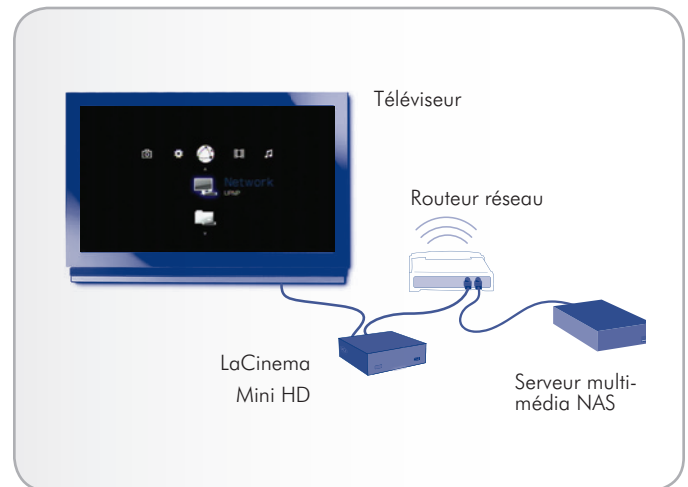 Téléviseur
Network
UPNP
Routeur réseau
LaCinema
Mini HD
Serveur multi-
média NAS